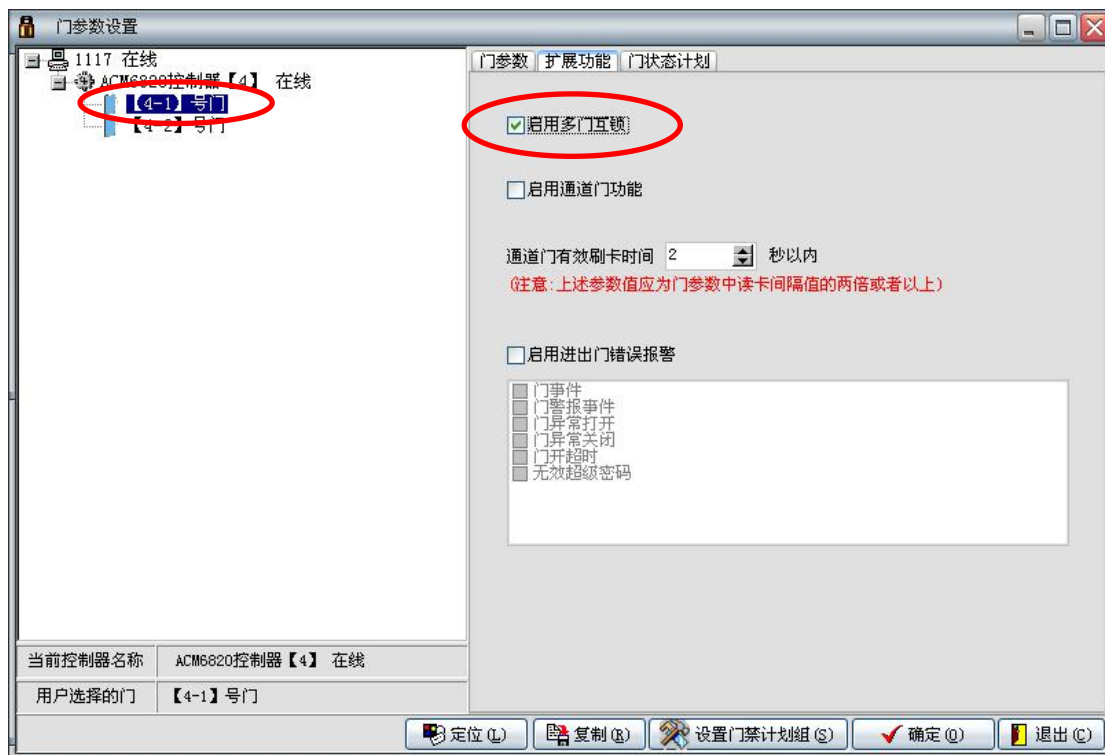 门参数设置
1117 在线
ACM6820控制器【4】 在线
【4-1】号门
【4-2】号门
门参数 扩展功能 门状态计划
启用多门互锁
启用通道门功能
通道门有效刷卡时间 2 秒以内
(注意:上述参数值应为门参数中读卡间隔值的两倍或者以上)
启用进出门错误报警
门事件
门警报事件
门异常打开
门异常关闭
门开超时
无效超级密码
当前控制器名称 ACM6820控制器【4】 在线
用户选择的门 【4-1】号门
定位(L) 复制(R) 设置门禁计划组(S) 确定(O) 退出(C)